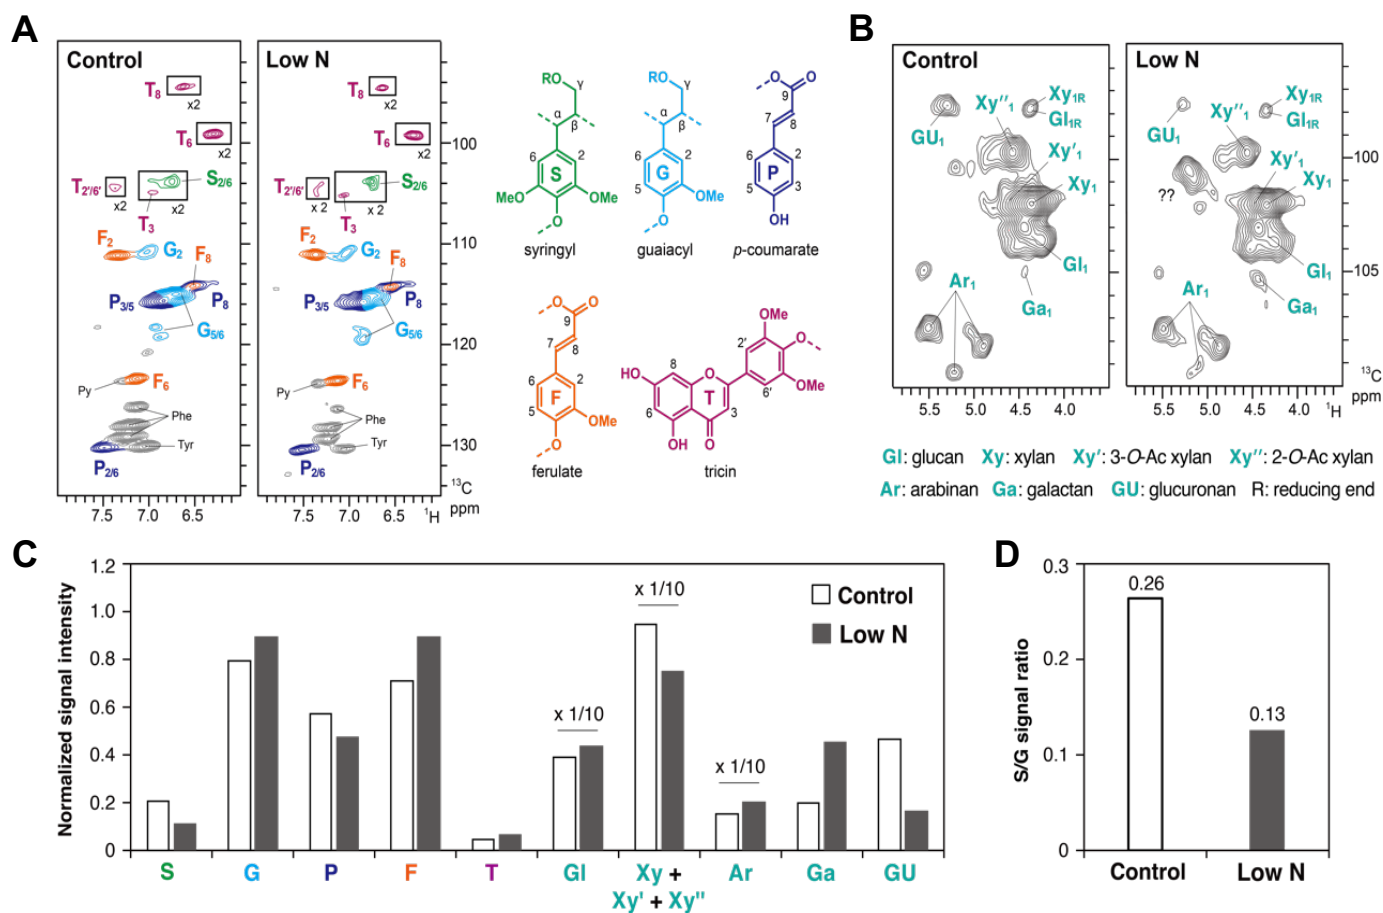 A
Control
T8
x2
T6
x2
T2'/6'
x2
S2/6
x2
T3
F2
G2
F8
P3/5
P8
G5/6
Py
F6
Phe
Tyr
P2/6
7.5 7.0 6.5
Low N
T8
x2
T6
x2
T2'/6'
x 2
S2/6
x 2
T3
F2
G2
F8
P3/5
P8
G5/6
Py
F6
Phe
Tyr
P2/6
7.5 7.0 6.5 1H
100
110
120
130
13C
ppm
RO
γ
α
β
6
2
S
MeO
OMe
O
syringyl
RO
γ
α
β
6
2
G
5
OMe
O
guaiacyl
O
O
9
7
8
6
2
P
5
3
OH
p-coumarate
O
O
9
7
8
6
2
F
5
OMe
O
ferulate
OMe
2'
O
8
HO
O
OMe
6'
T
6
3
OH
O
tricin
B
Control
GU1
Xy''1
Xy1R
Gl1R
Xy'1
Xy1
Gl1
Ga1
Ar1
5.5 5.0 4.5 4.0
Low N
GU1
Xy''1
Xy1R
Gl1R
Xy'1
Xy1
??
Gl1
Ga1
Ar1
5.5 5.0 4.5 4.0
1H
100
105
13C
ppm
Gl: glucan Xy: xylan Xy': 3-O-Ac xylan Xy'': 2-O-Ac xylan
Ar: arabinan Ga: galactan GU: glucuronan R: reducing end
C
Normalized signal intensity
1.2
1.0
0.8
0.6
0.4
0.2
0
x 1/10
x 1/10
x 1/10
Control
Low N
S G P F T Gl Xy + Ar Ga GU
Xy' + Xy''
D
S/G signal ratio
0.3
0.2
0.1
0
0.26
0.13
Control Low N